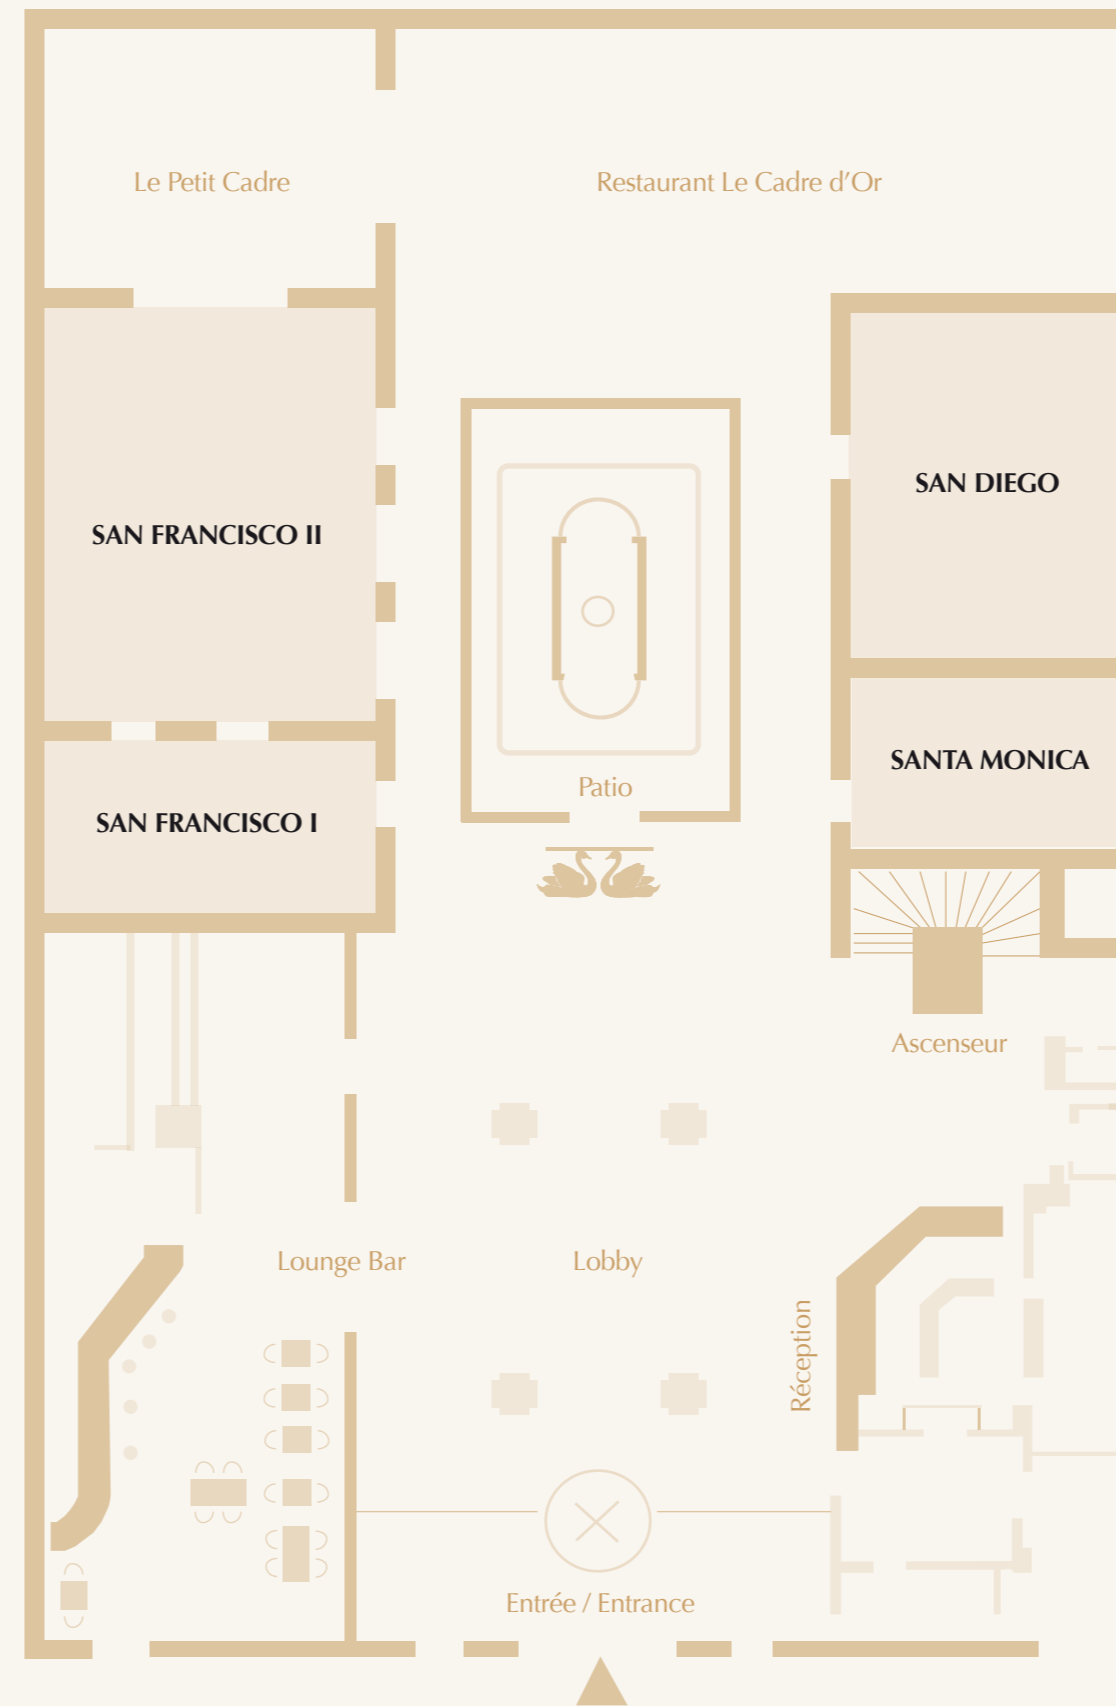 Le Petit Cadre
Restaurant Le Cadre d’Or
SAN DIEGO
SAN FRANCISCO II
SANTA MONICA
Patio
SAN FRANCISCO I
Ascenseur
Lounge Bar
Lobby
Réception
Entrée / Entrance